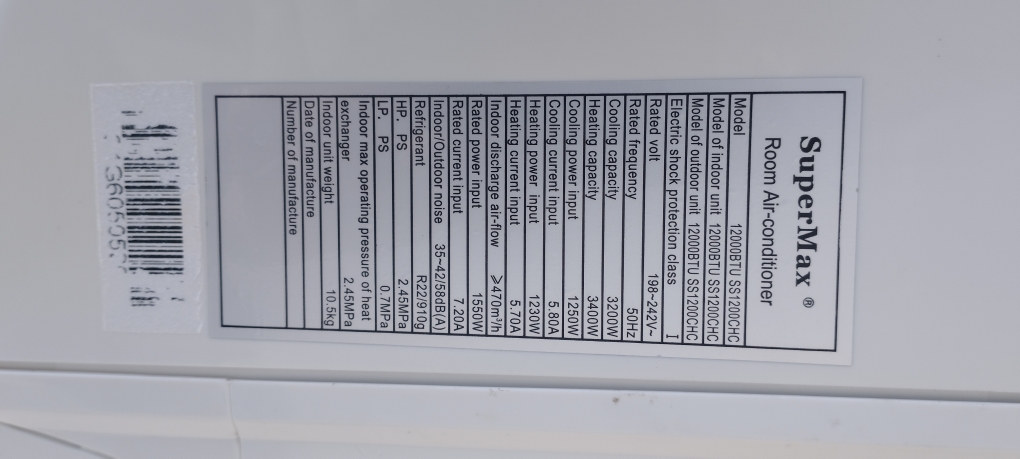 SuperMax ®
Room Air-conditioner
Model 12000BTU SS1200CHC
Model of indoor unit 12000BTU SS1200CHC
Model of outdoor unit 12000BTU SS1200CHC
Electric shock protection class I
Rated volt 198~242V~
Rated frequency 50Hz
Cooling capacity 3200W
Heating capacity 3400W
Cooling power input 1250W
Cooling current input 5.80A
Heating power input 1230W
Heating current input 5.70A
Indoor discharge air-flow ⩾470m³/h
Rated power input 1550W
Rated current input 7.20A
Indoor/Outdoor noise 35~42/58dB(A)
Refrigerant R22/910g
HP. PS 2.45MPa
LP. PS 0.7MPa
Indoor max operating pressure of heat
exchanger 2.45MPa
Indoor unit weight 10.5kg
Date of manufacture
Number of manufacture